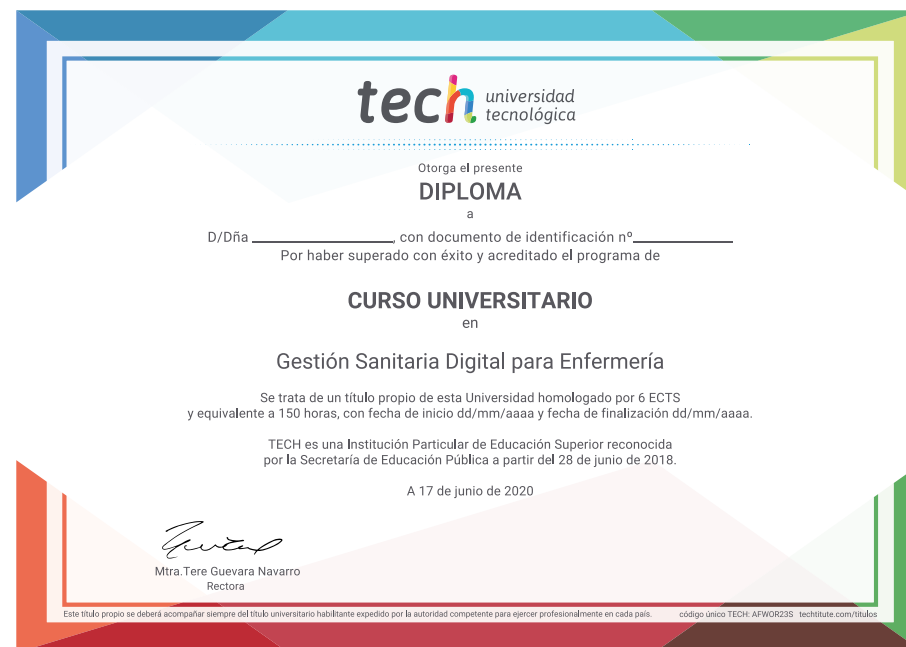 tech universidad
tecnológica
Otorga el presente
DIPLOMA
a
D/Dña ______________, con documento de identificación nº__________
Por haber superado con éxito y acreditado el programa de
CURSO UNIVERSITARIO
en
Gestión Sanitaria Digital para Enfermería
Se trata de un título propio de esta Universidad homologado por 6 ECTS
y equivalente a 150 horas, con fecha de inicio dd/mm/aaaa y fecha de finalización dd/mm/aaaa.
TECH es una Institución Particular de Educación Superior reconocida
por la Secretaría de Educación Pública a partir del 28 de junio de 2018.
A 17 de junio de 2020
Mtra.Tere Guevara Navarro
Rectora
Este título propio se deberá acompañar siempre del título universitario habilitante expedido por la autoridad competente para ejercer profesionalmente en cada país. código único TECH: AFWOR23S techtitute.com/titulos